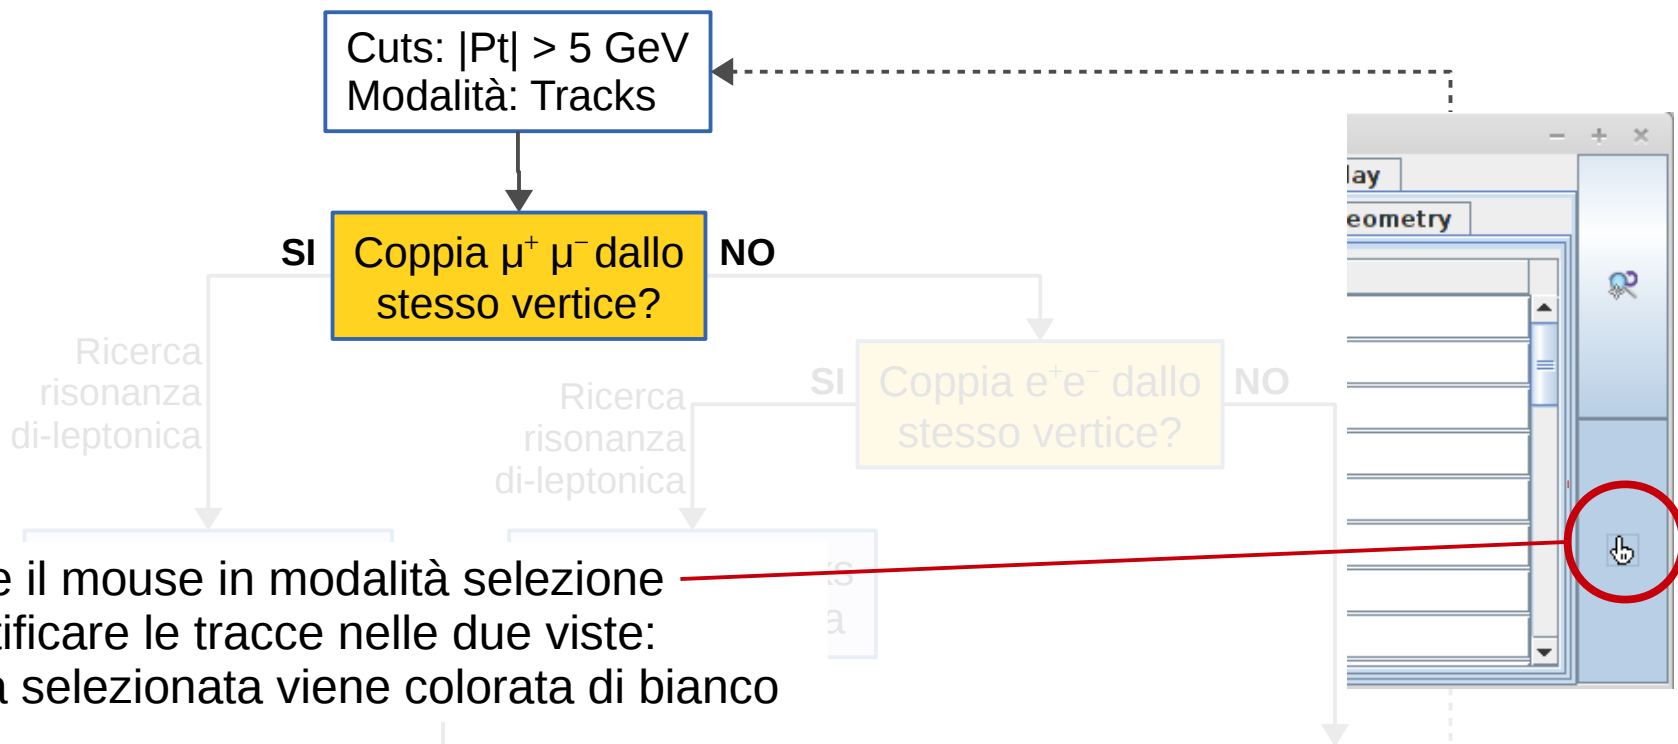 Cuts: |Pt| > 5 GeV
Modalità: Tracks
lay
eometry
SI
Coppia μ⁺ μ⁻ dallo
stesso vertice?
NO
Ricerca
risonanza
di-leptonica
SI
Coppia e⁺e⁻ dallo
stesso vertice?
NO
Ricerca
risonanza
di-leptonica
e il mouse in modalità selezione
tificare le tracce nelle due viste:
a selezionata viene colorata di bianco
ks
a